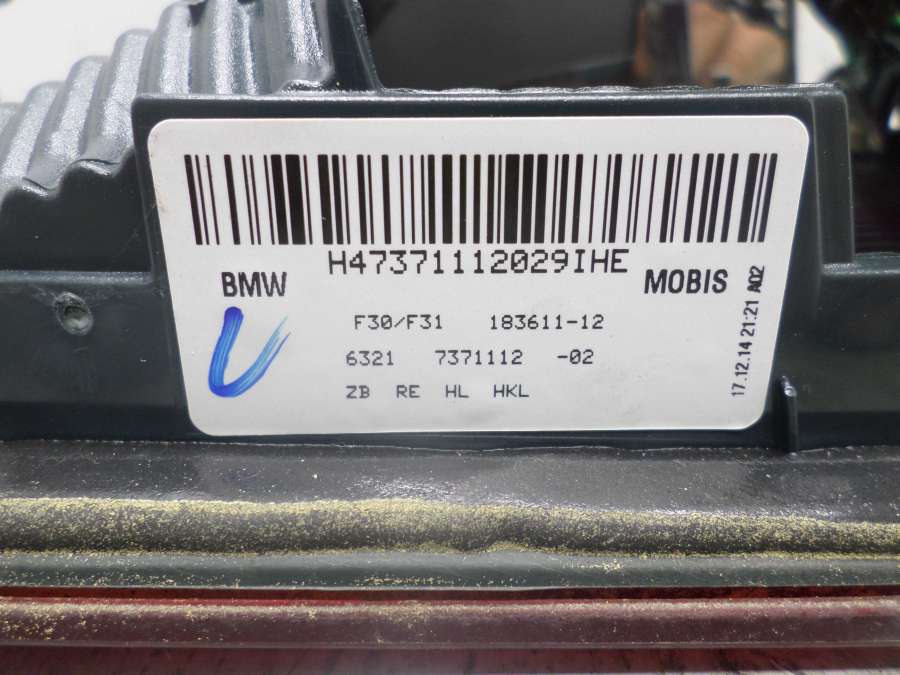 H47371112029IHE
BMW
MOBIS
F30/F31 183611-12
6321 7371112 -02
ZB RE HL HKL
17.12.14 21:21 A02